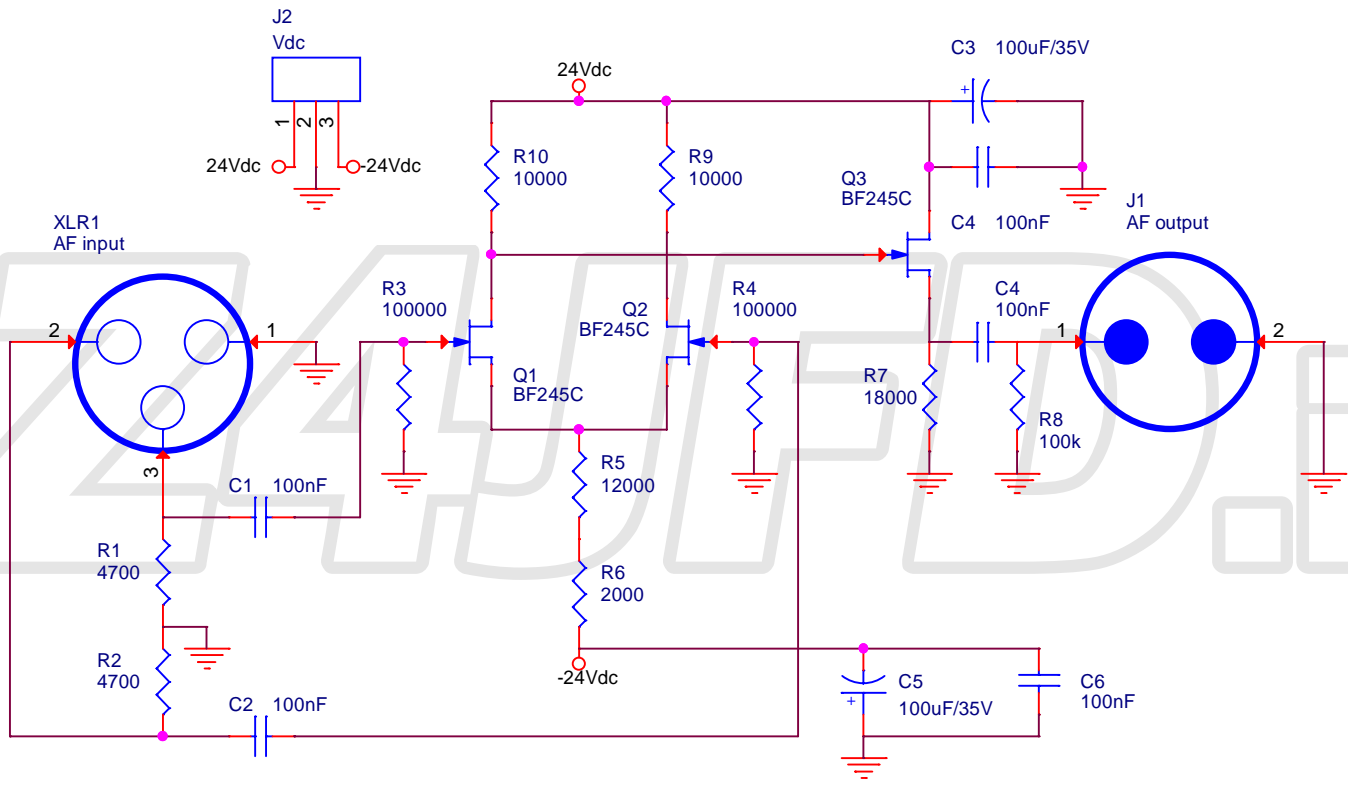 J2
Vdc
1
2
3
24Vdc
-24Vdc
24Vdc
C3 100uF/35V
R10
10000
R9
10000
Q3
BF245C
C4 100nF
J1
AF output
XLR1
AF input
2
1
3
R3
100000
Q2
BF245C
R4
100000
C4
100nF
1
2
Q1
BF245C
R7
18000
R8
100k
C1 100nF
R5
12000
R1
4700
R6
2000
R2
4700
-24Vdc
C2 100nF
C5
100uF/35V
C6
100nF
+
+